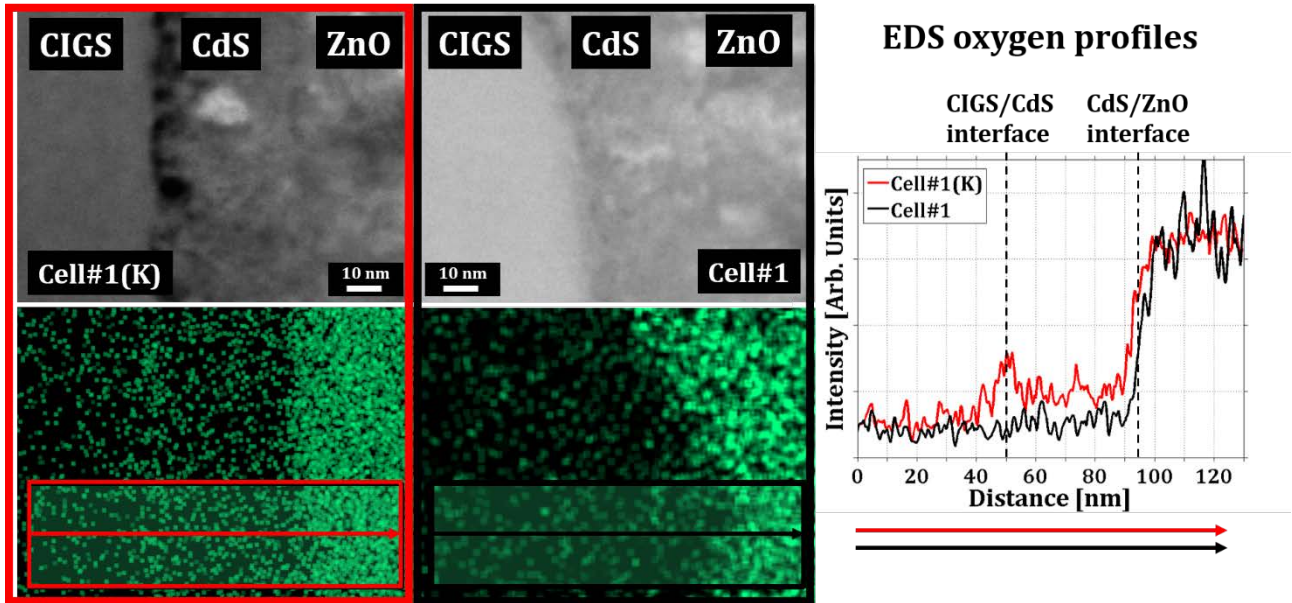 CIGS CdS ZnO
Cell#1(K) 10 nm
CIGS CdS ZnO
10 nm Cell#1
EDS oxygen profiles
CIGS/CdS
interface
CdS/ZnO
interface
Cell#1(K)
Cell#1
Intensity [Arb. Units]
0 20 40 60 80 100 120
Distance [nm]